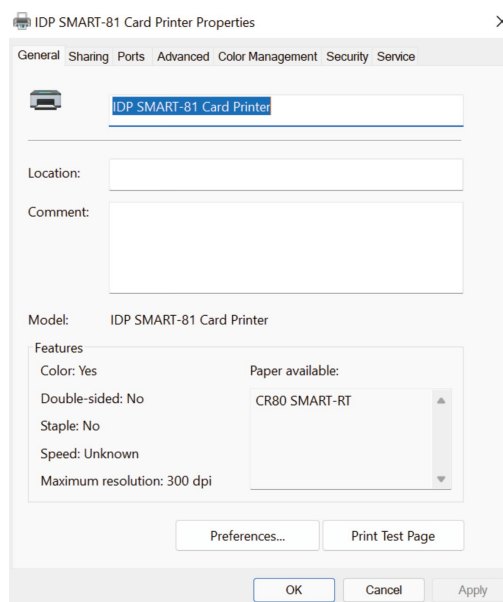 IDP SMART-81 Card Printer Properties
General Sharing Ports Advanced Color Management Security Service
IDP SMART-81 Card Printer
Location:
Comment:
Model: IDP SMART-81 Card Printer
Features
Color: Yes
Paper available:
Double-sided: No
CR80 SMART-RT
Staple: No
Speed: Unknown
Maximum resolution: 300 dpi
Preferences... Print Test Page
OK Cancel Apply